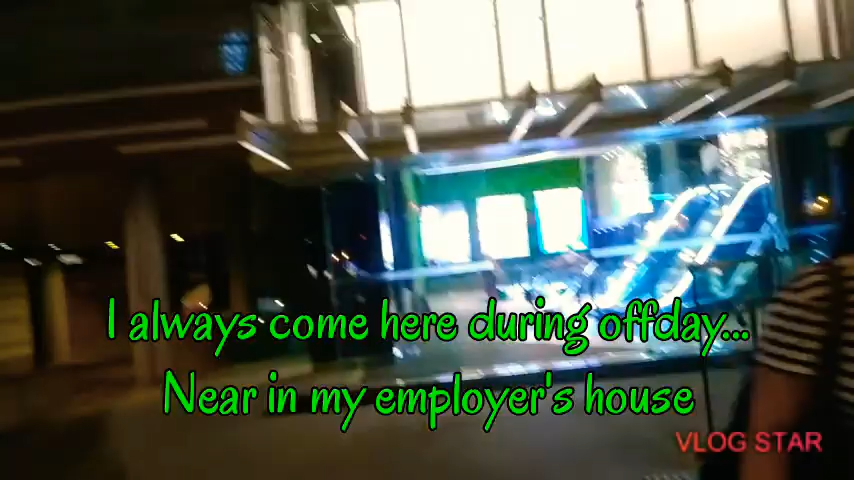 I always come here during offday...
Near in my employer's house
VLOG STAR